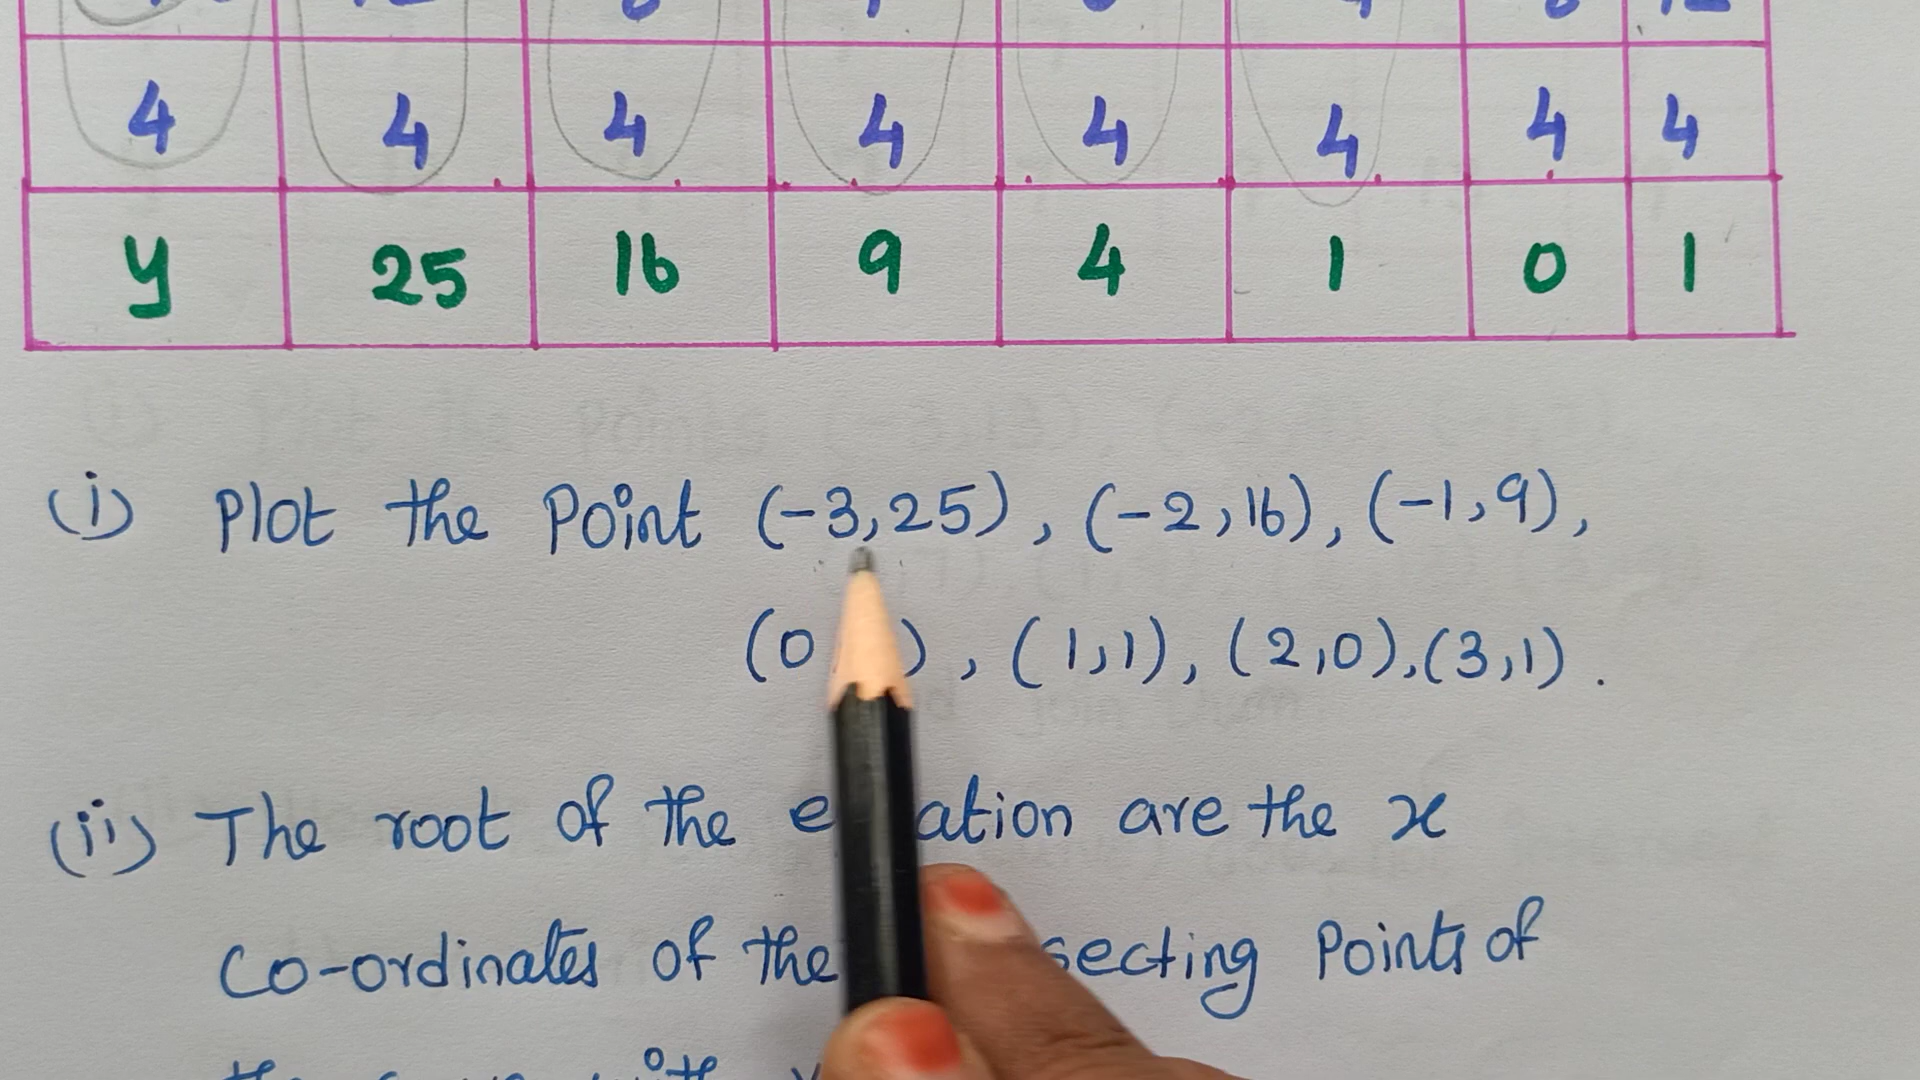 4 4 4 4 4 4 4 4
y 25 16 9 4 1 0 1
(i) Plot the Point (-3,25), (-2,16), (-1,9),
(0 ), (1,1), (2,0), (3,1).
(ii) The root of the are the x
Co-ordinates of the Points of